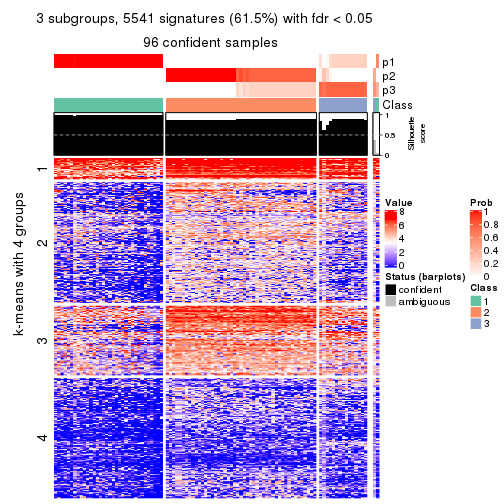 3 subgroups, 5541 signatures (61.5%) with fdr < 0.05
96 confident samples
p1
p2
p3
Class
1
0.5
0
Silhouette
score
k-means with 4 groups
1
2
3
4
Value
8
6
4
2
0
Status (barplots)
confident
ambiguous
Prob
1
0.8
0.6
0.4
0.2
0
Class
1
2
3